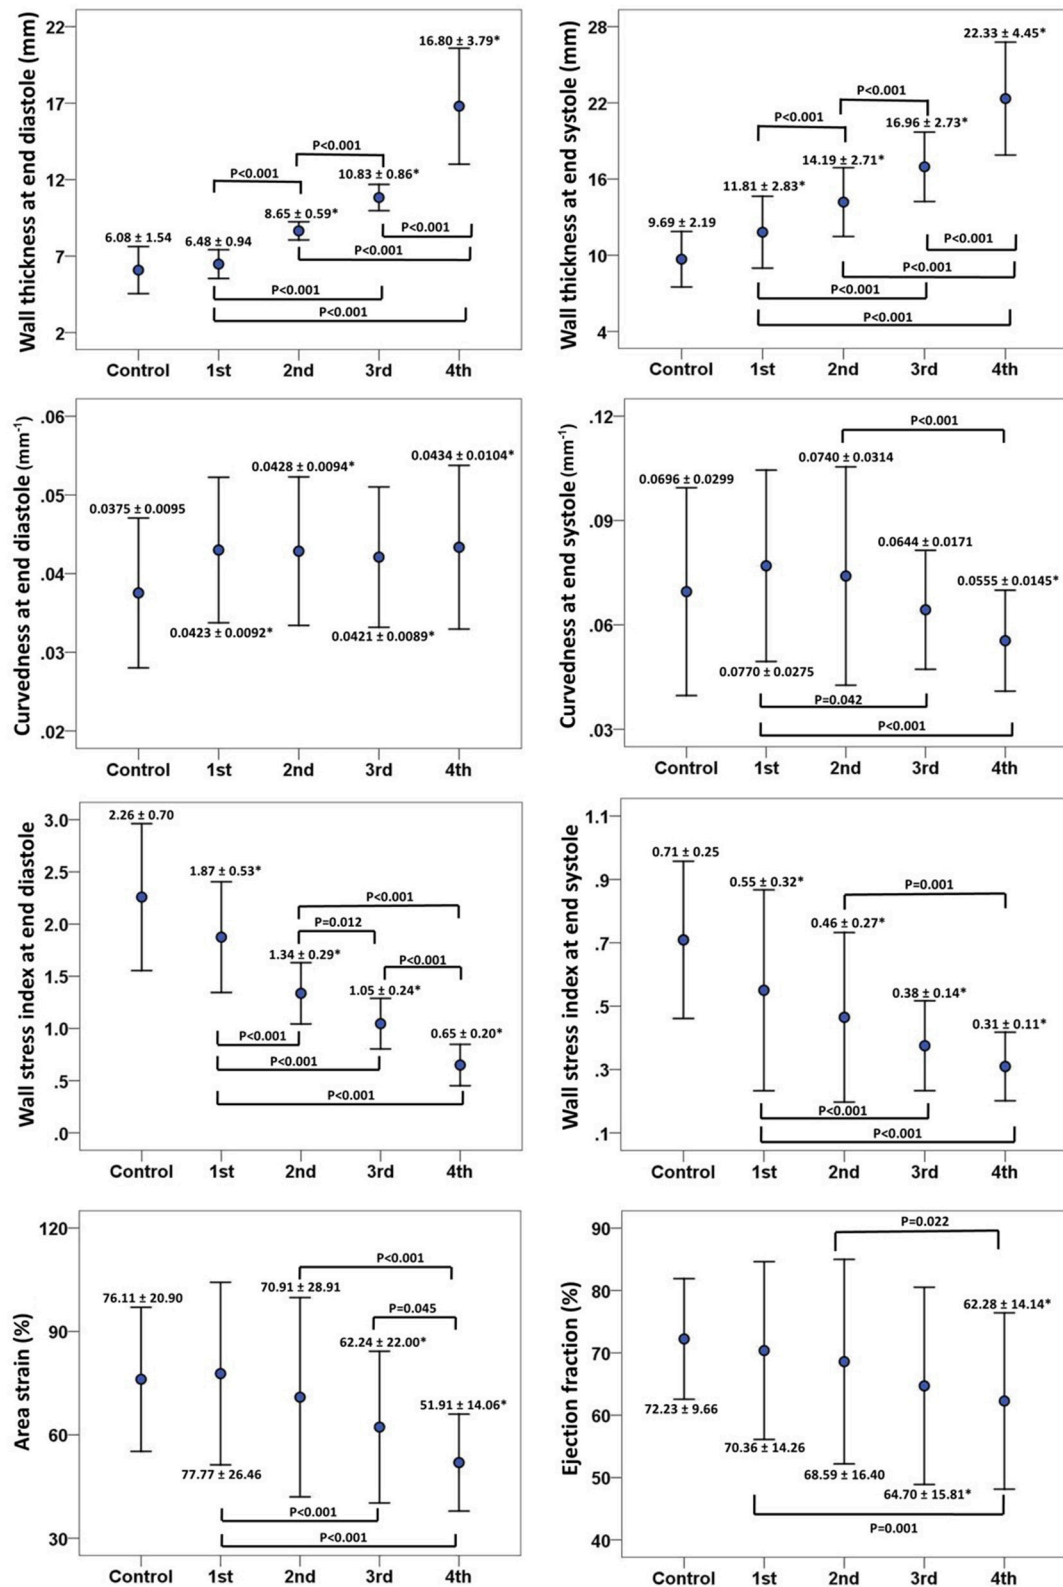 Wall thickness at end diastole (mm)
22
17
12
7
2
16.80 ± 3.79*
P<0.001
10.83 ± 0.86*
P<0.001
8.65 ± 0.59*
6.08 ± 1.54
6.48 ± 0.94
P<0.001
P<0.001
P<0.001
P<0.001
Control 1st 2nd 3rd 4th
Wall thickness at end systole (mm)
28
22
16
10
4
22.33 ± 4.45*
P<0.001
P<0.001
16.96 ± 2.73*
14.19 ± 2.71*
11.81 ± 2.83*
9.69 ± 2.19
P<0.001
P<0.001
P<0.001
P<0.001
Control 1st 2nd 3rd 4th
Curvedness at end diastole (mm-1)
.06
.05
.04
.03
.02
0.0434 ± 0.0104*
0.0428 ± 0.0094*
0.0375 ± 0.0095
0.0423 ± 0.0092*
0.0421 ± 0.0089*
Control 1st 2nd 3rd 4th
Curvedness at end systole (mm-1)
.12
.09
.06
.03
P<0.001
0.0740 ± 0.0314
0.0696 ± 0.0299
0.0644 ± 0.0171
0.0555 ± 0.0145*
0.0770 ± 0.0275
P=0.042
P<0.001
Control 1st 2nd 3rd 4th
Wall stress index at end diastole
3.0
2.5
2.0
1.5
1.0
.5
.0
2.26 ± 0.70
1.87 ± 0.53*
P<0.001
P=0.012
1.34 ± 0.29*
P<0.001
1.05 ± 0.24*
P<0.001
0.65 ± 0.20*
P<0.001
P<0.001
Control 1st 2nd 3rd 4th
Wall stress index at end systole
1.1
.9
.7
.5
.3
.1
0.71 ± 0.25
0.55 ± 0.32*
P=0.001
0.46 ± 0.27*
0.38 ± 0.14*
0.31 ± 0.11*
P<0.001
P<0.001
Control 1st 2nd 3rd 4th
Area strain (%)
120
90
60
30
P<0.001
70.91 ± 28.91
76.11 ± 20.90
P=0.045
62.24 ± 22.00*
51.91 ± 14.06*
77.77 ± 26.46
P<0.001
P<0.001
Control 1st 2nd 3rd 4th
Ejection fraction (%)
90
80
70
60
50
40
P=0.022
62.28 ± 14.14*
72.23 ± 9.66
70.36 ± 14.26
68.59 ± 16.40
64.70 ± 15.81*
P=0.001
Control 1st 2nd 3rd 4th